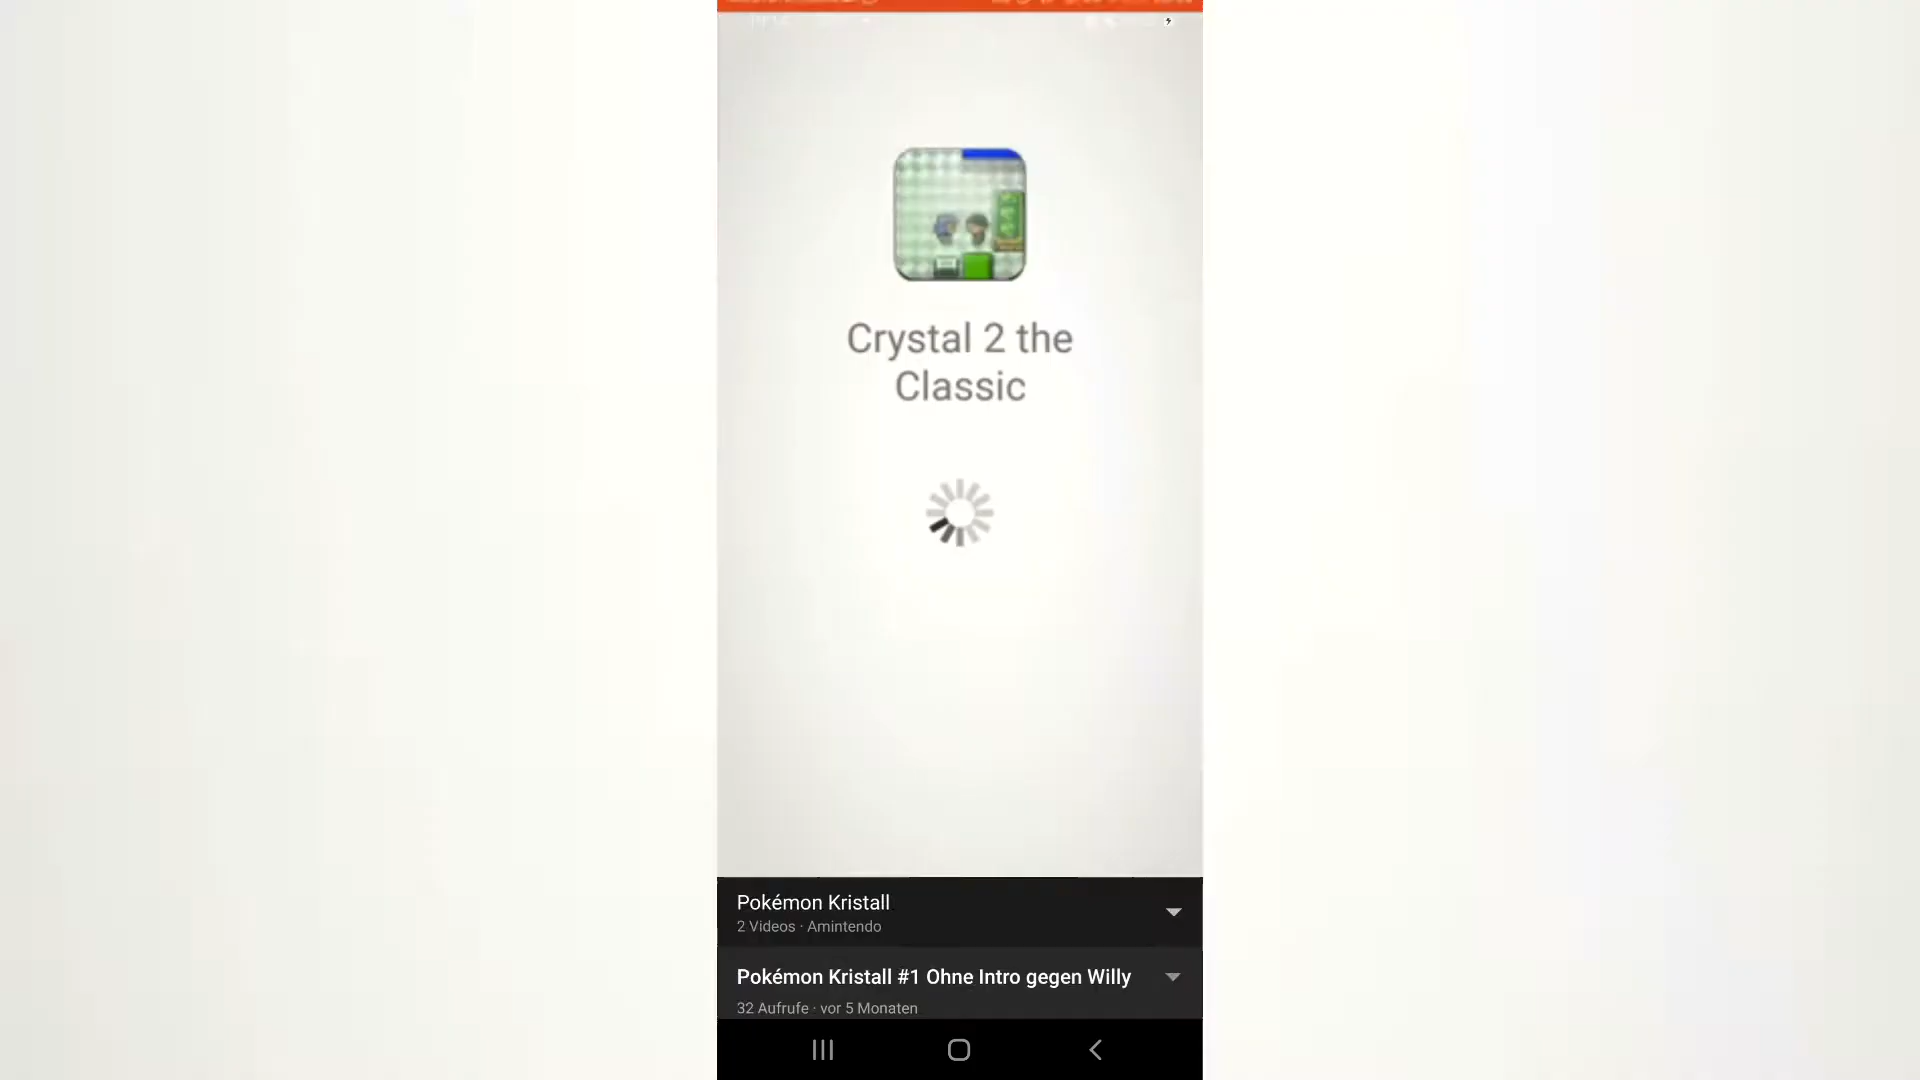 Crystal 2 the
Classic
Pokémon Kristall
2 Videos · Amintendo
Pokémon Kristall #1 Ohne Intro gegen Willy
32 Aufrufe · vor 5 Monaten